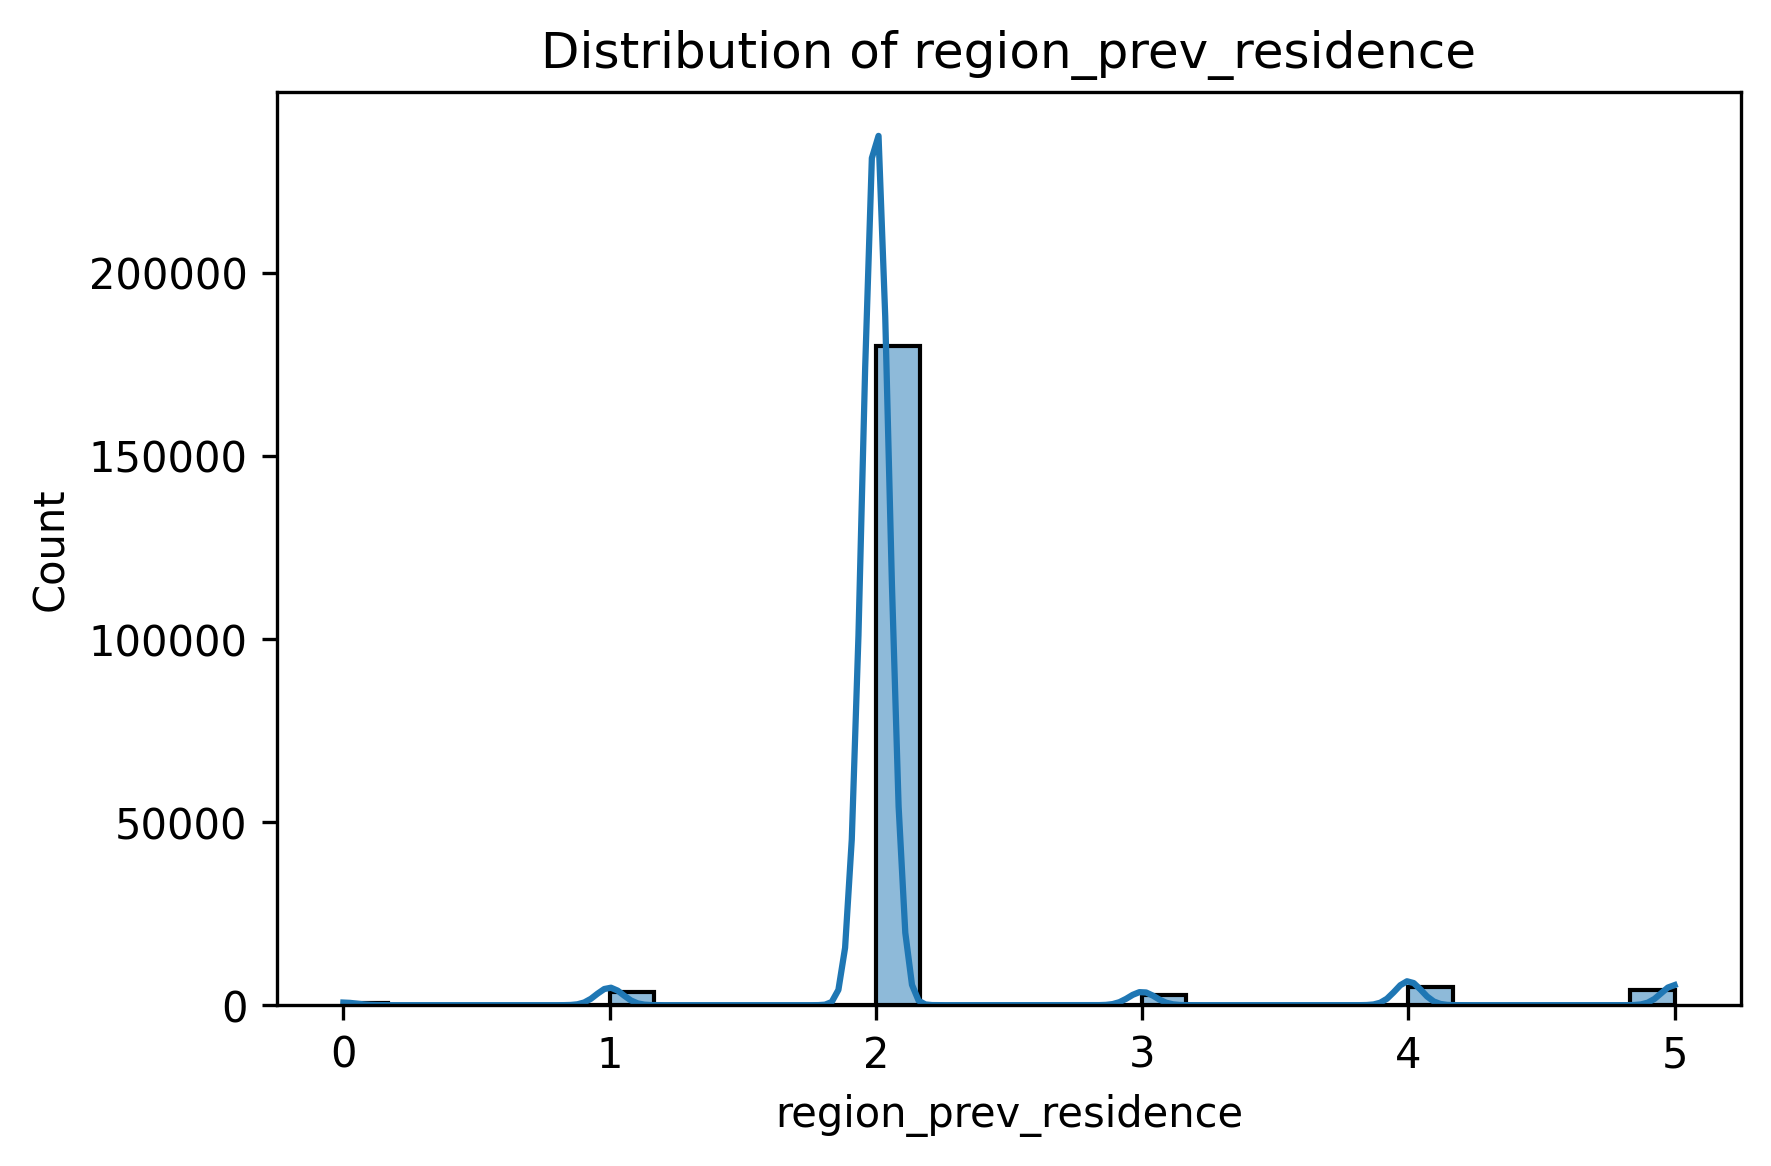 Distribution of region_prev_residence
200000
150000
100000
50000
0
Count
0 1 2 3 4 5
region_prev_residence